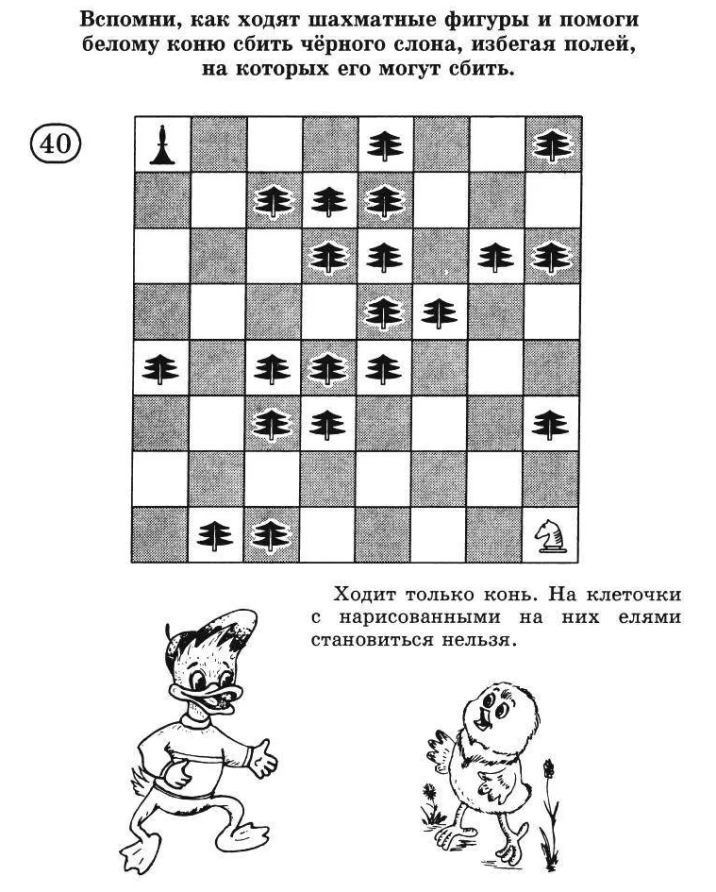 Вспомни, как ходят шахматные фигуры и помоги
белому коню сбить чёрного слона, избегая полей,
на которых его могут сбить.
40
Ходит только конь. На клеточки
с нарисованными на них елями
становиться нельзя.